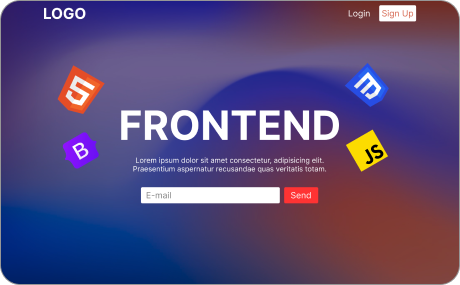 LOGO
Login
Sign Up
5
3
B
JS
FRONTEND
Lorem ipsum dolor sit amet consectetur, adipisicing elit.
Praesentium aspernatur recusandae quas veritatis totam.
E-mail
Send